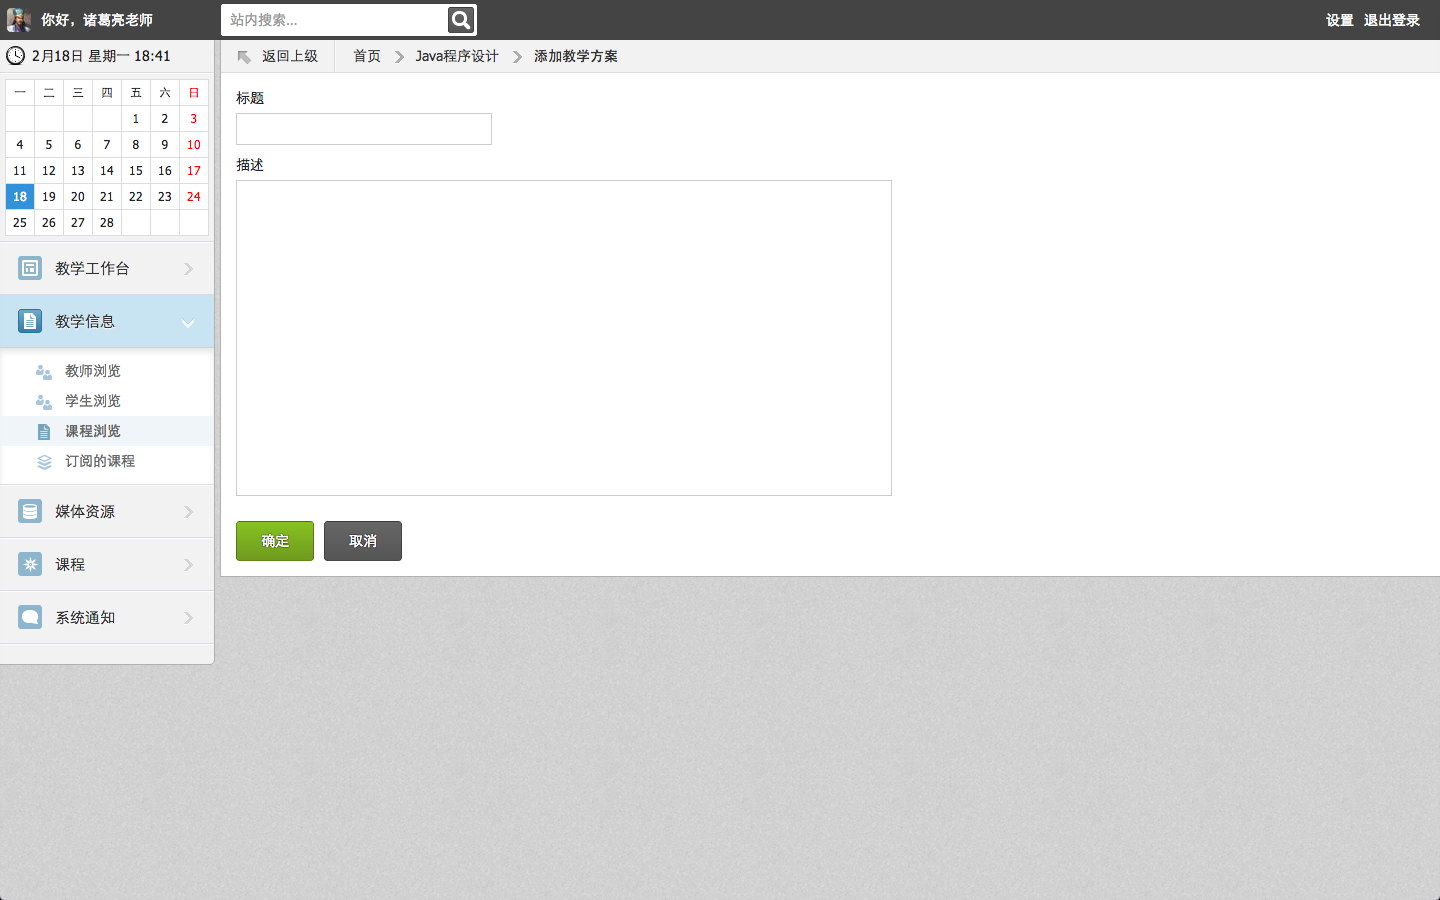 你好，诸葛亮老师
站内搜索...
设置 退出登录
2月18日 星期一 18:41
返回上级 首页 Java程序设计 添加教学方案
一 二 三 四 五 六 日
1 2 3
4 5 6 7 8 9 10
11 12 13 14 15 16 17
18 19 20 21 22 23 24
25 26 27 28
教学工作台
教学信息
教师浏览
学生浏览
课程浏览
订阅的课程
媒体资源
课程
系统通知
标题
描述
确定 取消